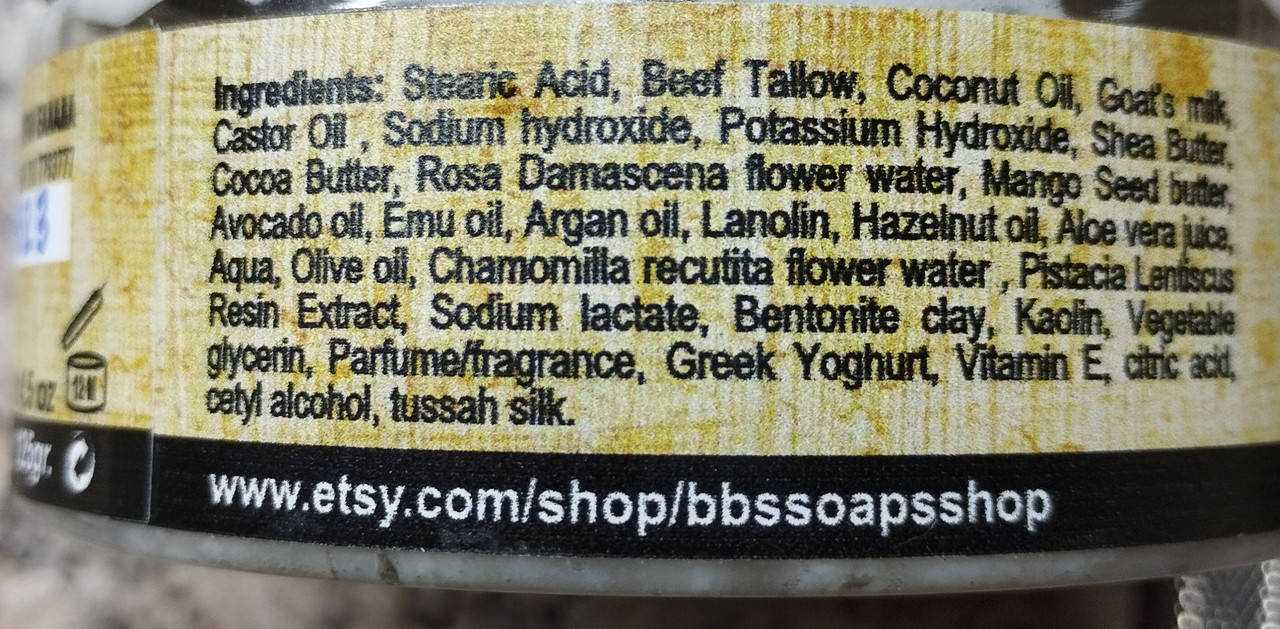 Ingredients: Stearic Acid, Beef Tallow, Coconut Oil, Goat's milk,
Castor Oil , Sodium hydroxide, Potassium Hydroxide, Shea Butter,
Cocoa Butter, Rosa Damascena flower water, Mango Seed butter,
Avocado oil, Emu oil, Argan oil, Lanolin, Hazelnut oil, Aloe vera juice,
Aqua, Olive oil, Chamomilla recutita flower water , Pistacia Lentiscus
Resin Extract, Sodium lactate, Bentonite clay, Kaolin, Vegetable
glycerin, Parfume/fragrance, Greek Yoghurt, Vitamin E, citric acid,
cetyl alcohol, tussah silk.
www.etsy.com/shop/bbssoapsshop
12 M
oz